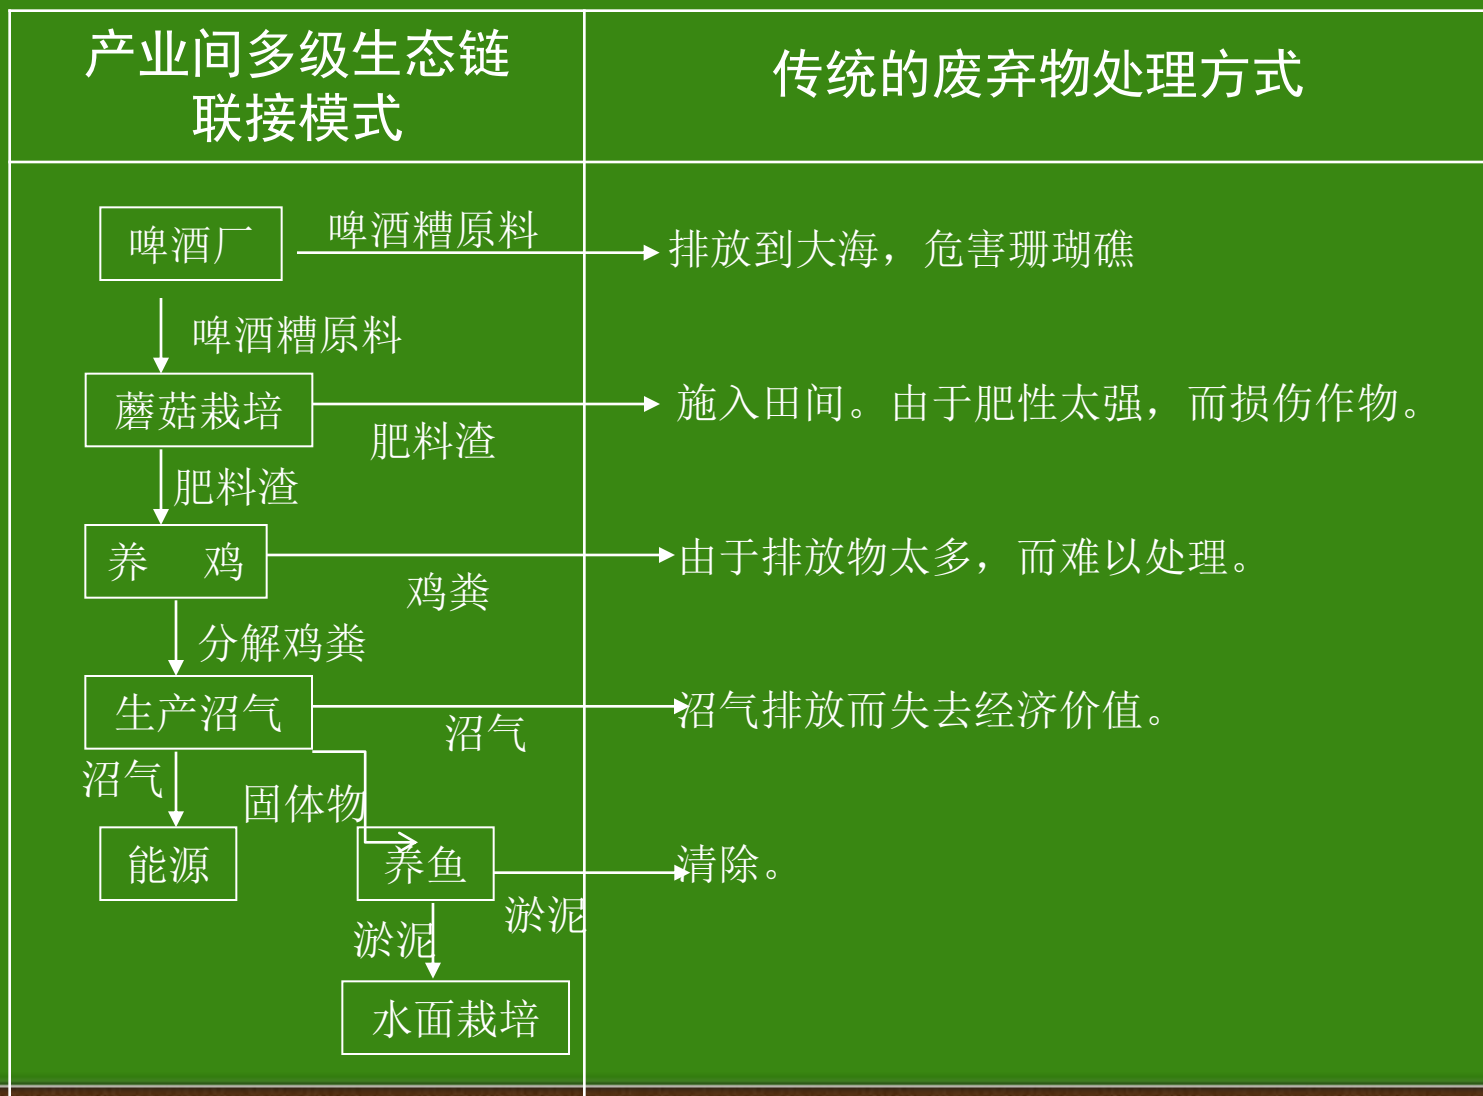 产业间多级生态链
联接模式
传统的废弃物处理方式
啤酒厂
啤酒糟原料
排放到大海，危害珊瑚礁
啤酒糟原料
蘑菇栽培
肥料渣
施入田间。由于肥性太强，而损伤作物。
肥料渣
养 鸡
鸡粪
由于排放物太多，而难以处理。
分解鸡粪
生产沼气
沼气
沼气排放而失去经济价值。
沼气
固体物
能源
养鱼
淤泥
清除。
淤泥
水面栽培